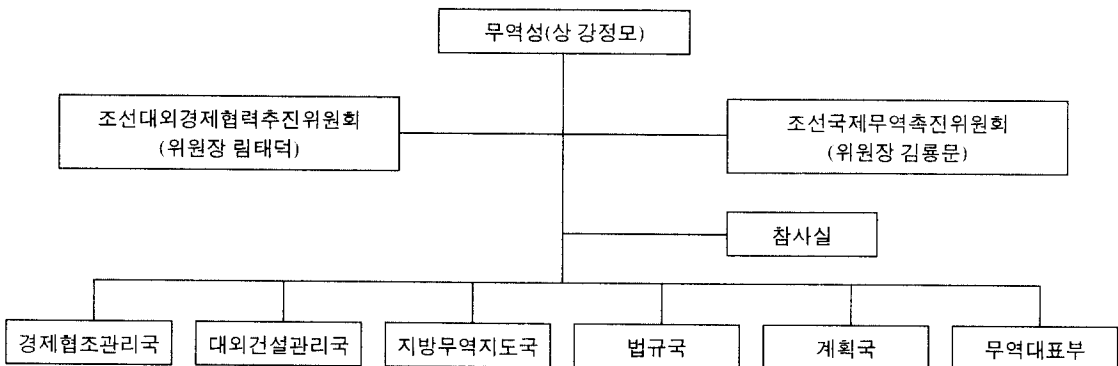 무역성(상 강정모)
조선대외경제협력추진위원회
(위원장 림태덕)
조선국제무역촉진위원회
(위원장 김룡문)
참사실
경제협조관리국
대외건설관리국
지방무역지도국
법규국
계획국
무역대표부